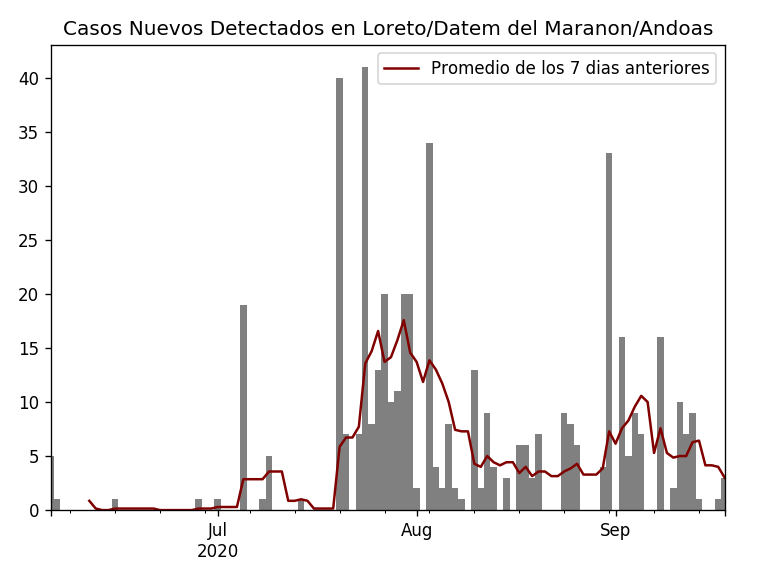 Casos Nuevos Detectados en Loreto/Datem del Maranon/Andoas
Promedio de los 7 dias anteriores
40
35
30
25
20
15
10
5
0
Jul
2020
Aug
Sep